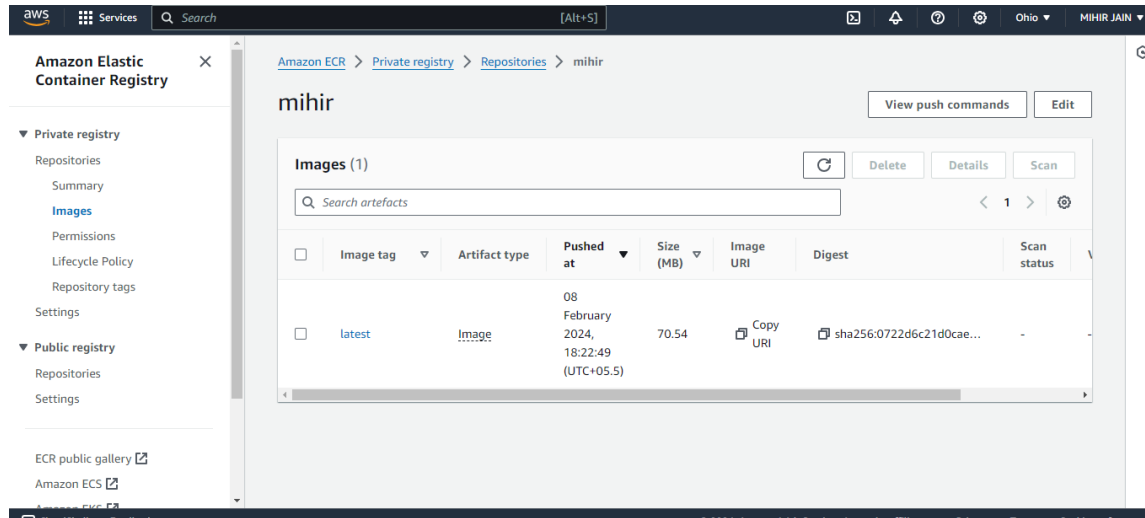 aws Services Search [Alt+S] Ohio MIHIR JAIN
Amazon Elastic Container Registry
Private registry
Repositories
Summary
Images
Permissions
Lifecycle Policy
Repository tags
Settings
Public registry
Repositories
Settings
ECR public gallery
Amazon ECS
Amazon ECR > Private registry > Repositories > mihir
mihir
View push commands Edit
Images (1)
Delete Details Scan
Search artefacts
1
Image tag Artifact type Pushed at Size (MB) Image URI Digest Scan status
latest Image 08 February 2024, 18:22:49 (UTC+05.5) 70.54 Copy URI sha256:0722d6c21d0cae... - -